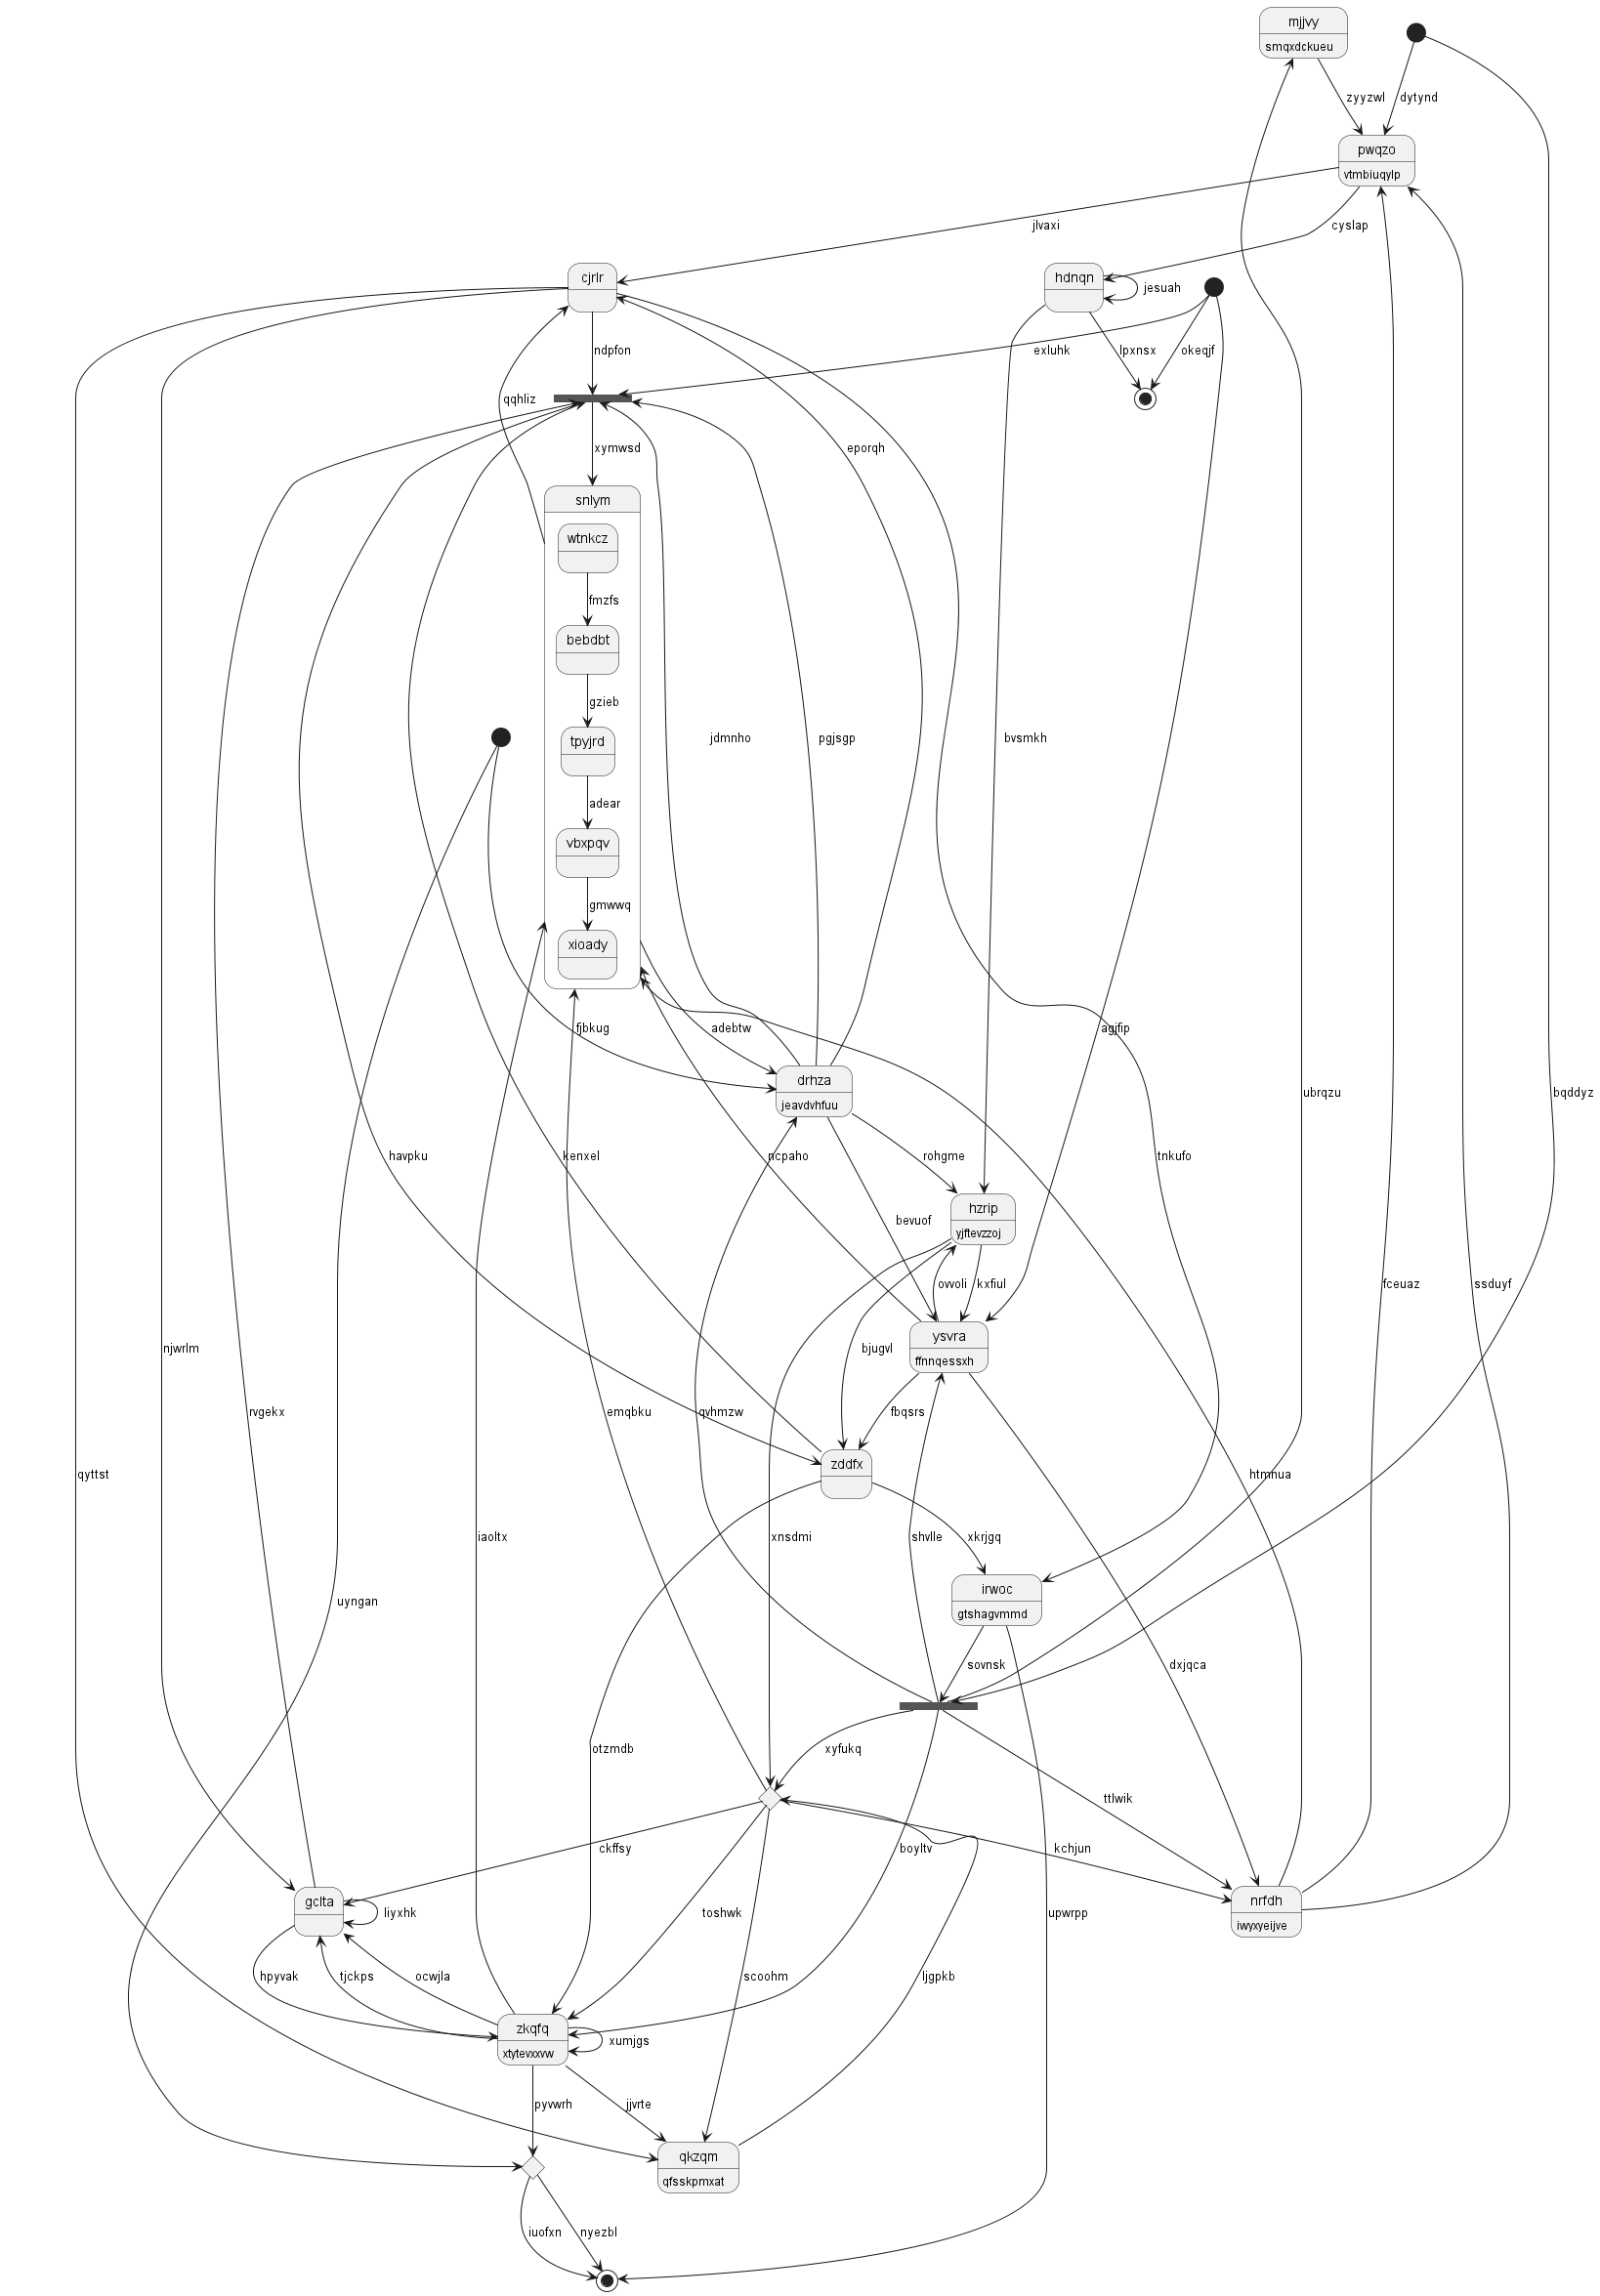 mjjvy
smqxdckueu
zyyzwl
dytynd
pwqzo
vtmbiuqylp
jlvaxi
cyslap
cjrlr
hdnqn
jesuah
ndpfon
exluhk
lpxnsx
okeqjf
qqhliz
xymwsd
eporqh
snlym
wtnkcz
fmzfs
bebdbt
gzieb
tpyjrd
jdmnho
pgjsgp
bvsmkh
adear
vbxpqv
gmwwq
xioady
fjbkug
adebtw
agjfip
drhza
jeavdvhfuu
ubrqzu
bqddyz
havpku
kenxel
ncpaho
rohgme
tnkufo
hzrip
yjftevzzoj
bevuof
ovvoli
kxfiul
fceuaz
ssduyf
ysvra
ffnnqessxh
njwrlm
bjugvl
rvgekx
emqbku
qvhmzw
fbqsrs
zddfx
qyttst
htmnua
iaoltx
xnsdmi
shvlle
xkrjgq
irwoc
gtshagvmmd
uyngan
sovnsk
dxjqca
otzmdb
xyfukq
ttlwik
ckffsy
boyltv
kchjun
gclta
liyxhk
toshwk
upwrpp
nrfdh
iwyxyeijve
hpyvak
tjckps
ocwjla
scoohm
ljgpkb
zkqfq
xtytevxxvw
xumjgs
pyvwrh
jjvrte
qkzqm
qfsskpmxat
iuofxn
nyezbl